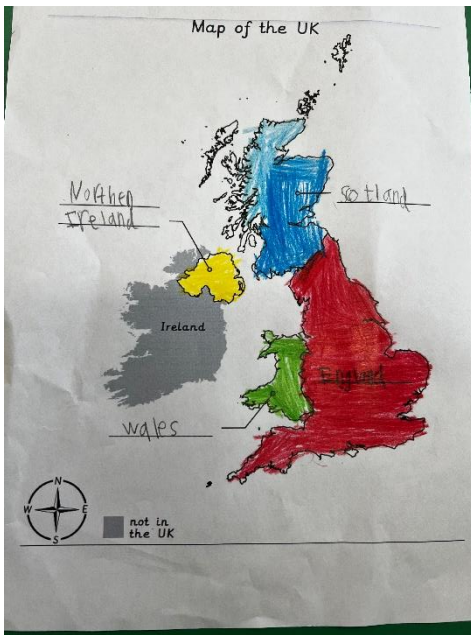 Map of the UK
Northen
Ireland
scotland
Ireland
England
wales
N
W E
S
not in
the UK